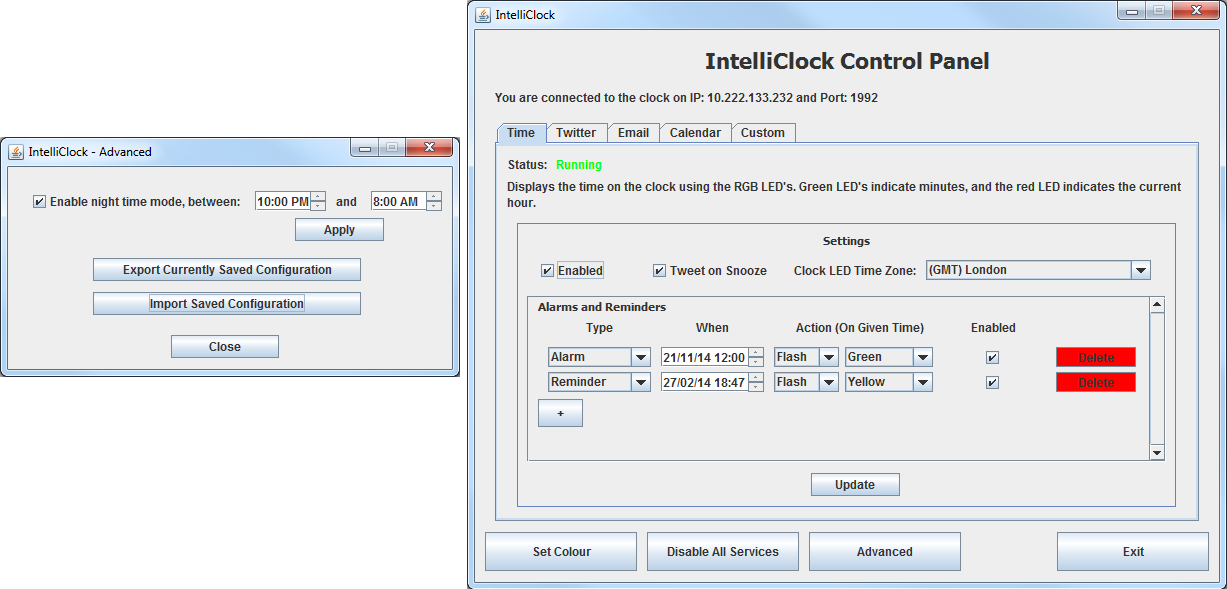 IntelliClock - Advanced
Enable night time mode, between: 10:00 PM and 8:00 AM
Apply
Export Currently Saved Configuration
Import Saved Configuration
Close
IntelliClock
IntelliClock Control Panel
You are connected to the clock on IP: 10.222.133.232 and Port: 1992
Time Twitter Email Calendar Custom
Status: Running
Displays the time on the clock using the RGB LED's. Green LED's indicate minutes, and the red LED indicates the current
hour.
Settings
Enabled Tweet on Snooze Clock LED Time Zone: (GMT) London
Alarms and Reminders
Type When Action (On Given Time) Enabled
Alarm 21/11/14 12:00 Flash Green Delete
Reminder 27/02/14 18:47 Flash Yellow Delete
+
Update
Set Colour Disable All Services Advanced Exit